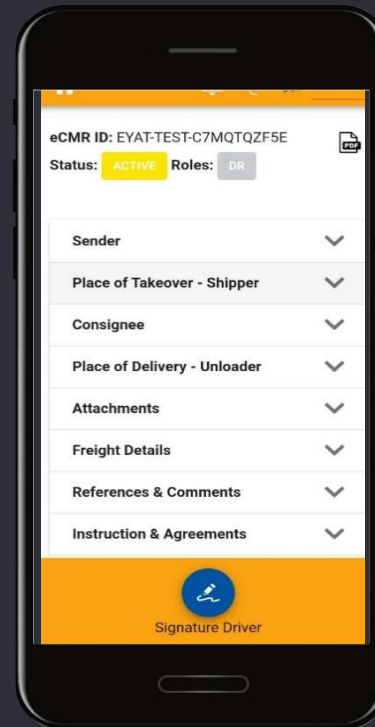 eCMR ID: EYAT-TEST-C7MQTQZF5E
PDF
Status: ACTIVE Roles: DR
Sender
Place of Takeover - Shipper
Consignee
Place of Delivery - Unloader
Attachments
Freight Details
References & Comments
Instruction & Agreements
Signature Driver